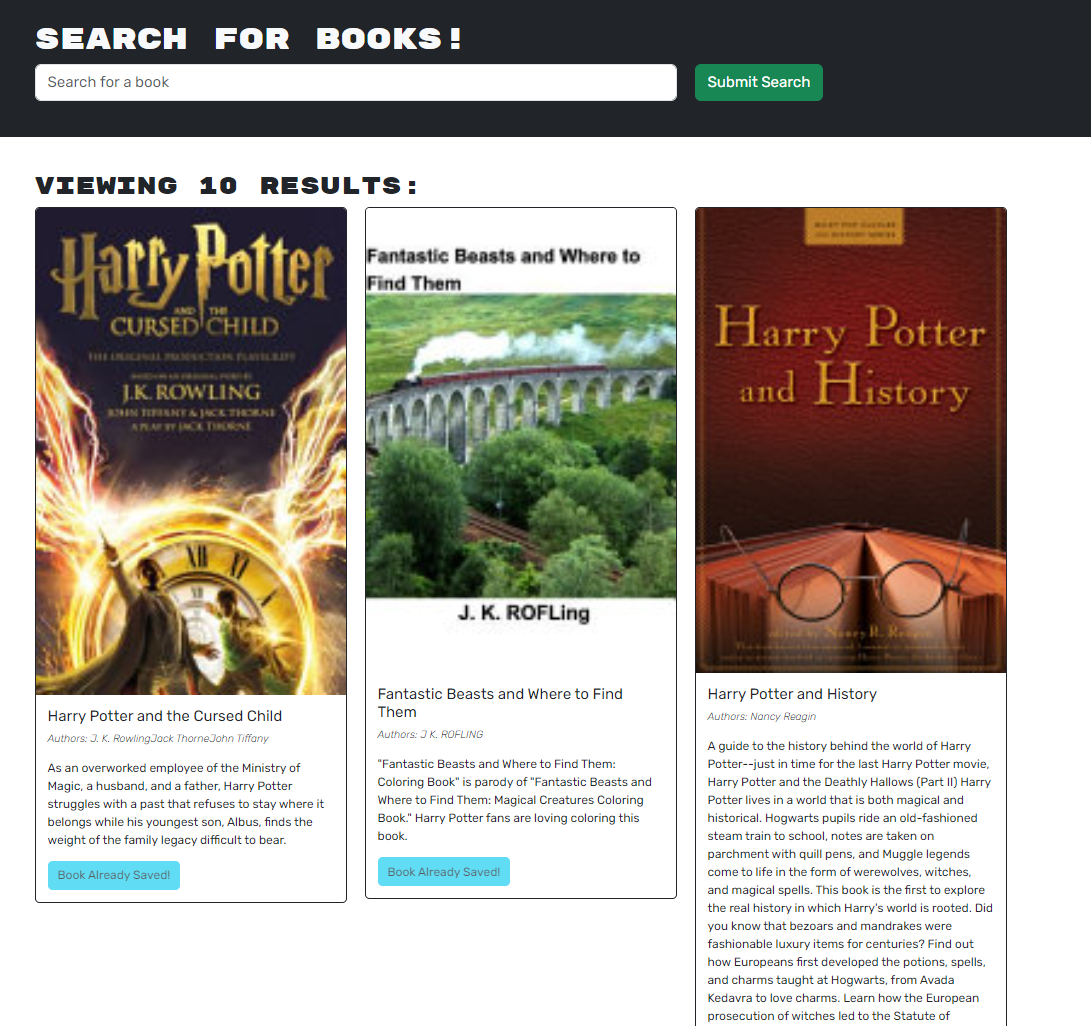 SEARCH FOR BOOKS!
Search for a book
Submit Search
VIEWING 10 RESULTS:
Harry Potter
AND THE
CURSED CHILD
THE ORIGINAL PRODUCTION PLAYSCRIPT
BASED ON AN ORIGINAL STORY BY
J.K. ROWLING
JOHN TIFFANY & JACK THORNE
A PLAY BY JACK THORNE
XII
Harry Potter and the Cursed Child
Authors: J. K. RowlingJack ThorneJohn Tiffany
As an overworked employee of the Ministry of
Magic, a husband, and a father, Harry Potter
struggles with a past that refuses to stay where it
belongs while his youngest son, Albus, finds the
weight of the family legacy difficult to bear.
Book Already Saved!
Fantastic Beasts and Where to
Find Them
J. K. ROFLing
Fantastic Beasts and Where to Find
Them
Authors: J K. ROFLING
"Fantastic Beasts and Where to Find Them:
Coloring Book" is parody of "Fantastic Beasts and
Where to Find Them: Magical Creatures Coloring
Book." Harry Potter fans are loving coloring this
book.
Book Already Saved!
Harry Potter
and History
edited by Nancy R. Reagin
Harry Potter and History
Authors: Nancy Reagin
A guide to the history behind the world of Harry
Potter--just in time for the last Harry Potter movie,
Harry Potter and the Deathly Hallows (Part II) Harry
Potter lives in a world that is both magical and
historical. Hogwarts pupils ride an old-fashioned
steam train to school, notes are taken on
parchment with quill pens, and Muggle legends
come to life in the form of werewolves, witches,
and magical spells. This book is the first to explore
the real history in which Harry's world is rooted. Did
you know that bezoars and mandrakes were
fashionable luxury items for centuries? Find out
how Europeans first developed the potions, spells,
and charms taught at Hogwarts, from Avada
Kedavra to love charms. Learn how the European
prosecution of witches led to the Statute of